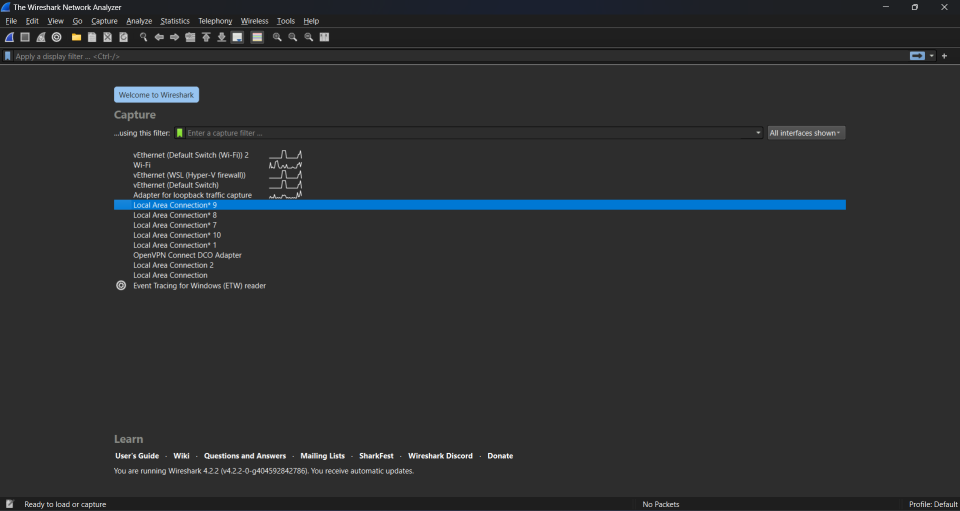 The Wireshark Network Analyzer
File Edit View Go Capture Analyze Statistics Telephony Wireless Tools Help
Apply a display filter ... <Ctrl-/>
Welcome to Wireshark
Capture
...using this filter: Enter a capture filter ... All interfaces shown
vEthernet (Default Switch (Wi-Fi)) 2
Wi-Fi
vEthernet (WSL (Hyper-V firewall))
vEthernet (Default Switch)
Adapter for loopback traffic capture
Local Area Connection* 9
Local Area Connection* 8
Local Area Connection* 7
Local Area Connection* 10
Local Area Connection* 1
OpenVPN Connect DCO Adapter
Local Area Connection 2
Local Area Connection
Event Tracing for Windows (ETW) reader
Learn
User's Guide · Wiki · Questions and Answers · Mailing Lists · SharkFest · Wireshark Discord · Donate
You are running Wireshark 4.2.2 (v4.2.2-0-g404592842786). You receive automatic updates.
Ready to load or capture No Packets Profile: Default